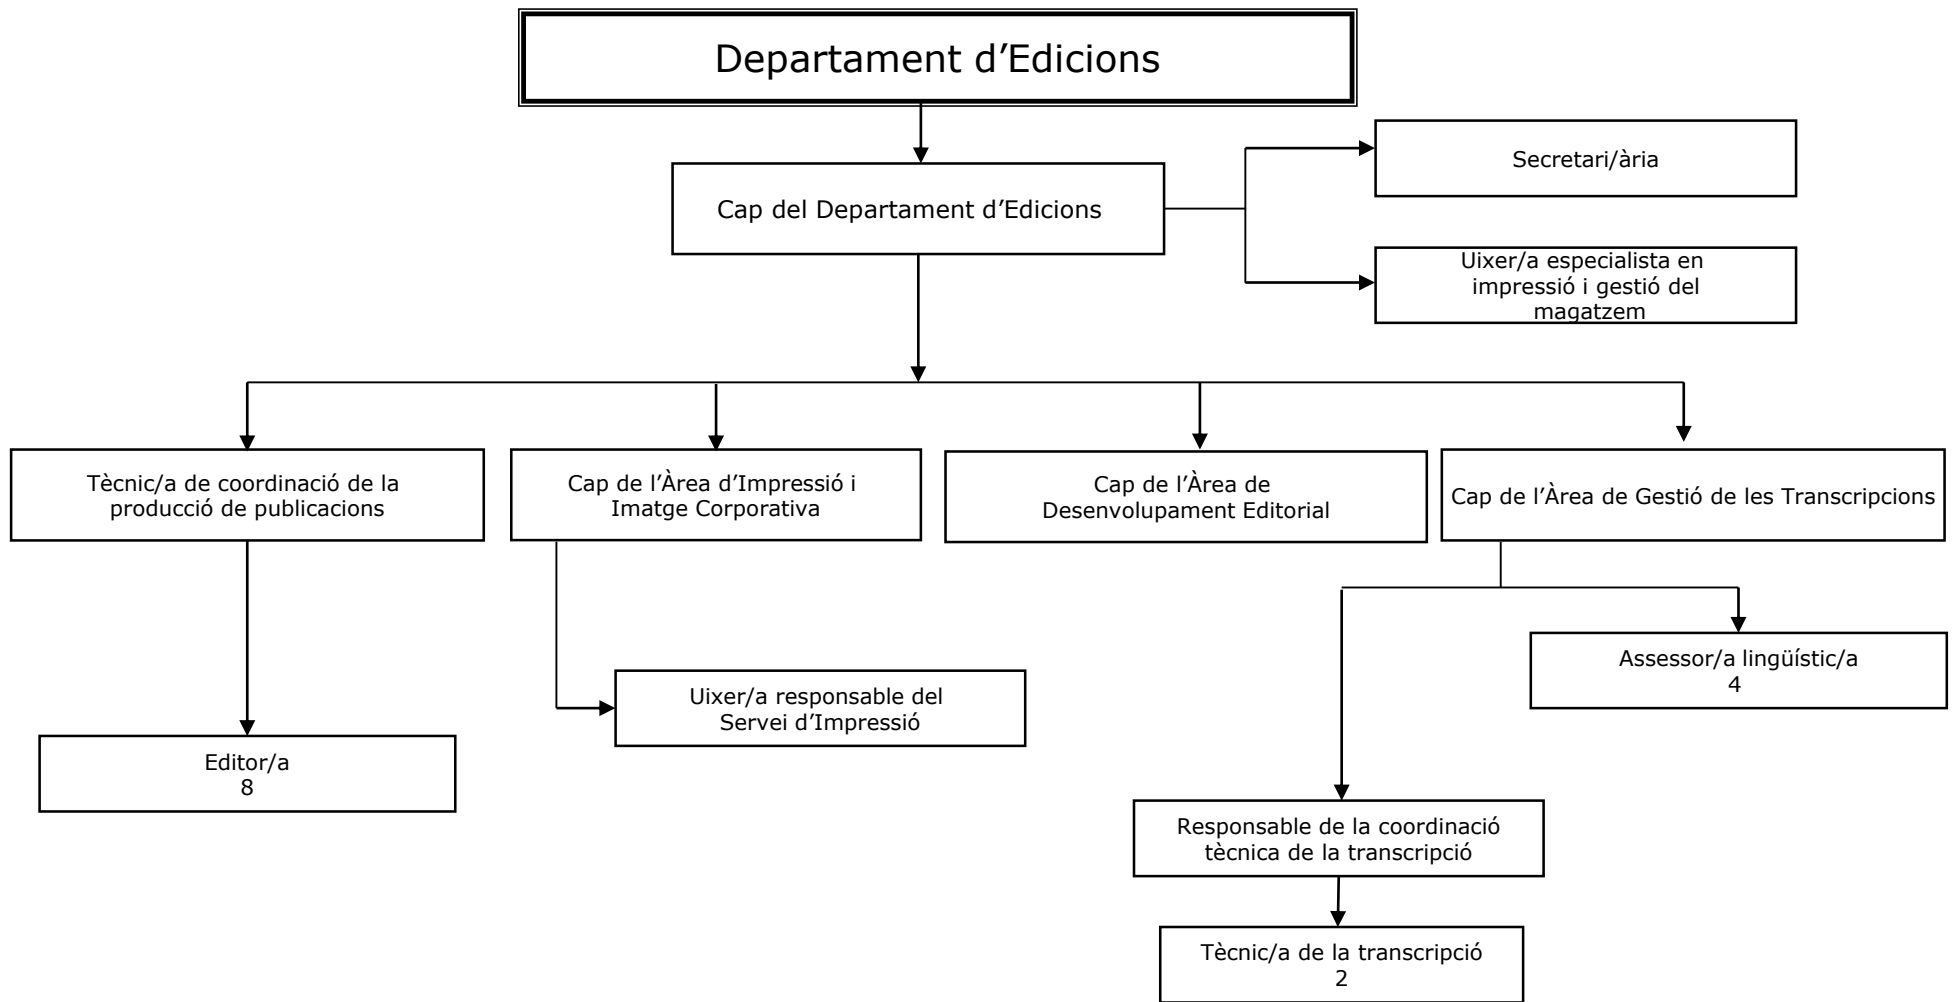 Departament d’Edicions
Secretari/ària
Cap del Departament d’Edicions
Uixer/a especialista en
impressió i gestió del
magatzem
Tècnic/a de coordinació de la
producció de publicacions
Cap de l’Àrea d’Impressió i
Imatge Corporativa
Cap de l’Àrea de
Desenvolupament Editorial
Cap de l’Àrea de Gestió de les Transcripcions
Assessor/a lingüístic/a
4
Uixer/a responsable del
Servei d’Impressió
Editor/a
8
Responsable de la coordinació
tècnica de la transcripció
Tècnic/a de la transcripció
2